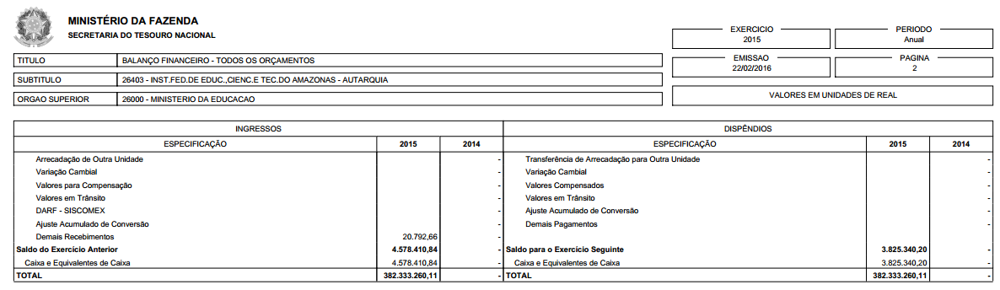 MINISTÉRIO DA FAZENDA
SECRETARIA DO TESOURO NACIONAL
EXERCICIO
2015
PERIODO
Anual
TITULO BALANÇO FINANCEIRO - TODOS OS ORÇAMENTOS
EMISSAO
22/02/2016
PAGINA
2
SUBTITULO 26403 - INST.FED.DE EDUC.,CIENC.E TEC.DO AMAZONAS - AUTARQUIA
ORGAO SUPERIOR 26000 - MINISTERIO DA EDUCACAO
VALORES EM UNIDADES DE REAL
INGRESSOS DISPÊNDIOS
ESPECIFICAÇÃO 2015 2014 ESPECIFICAÇÃO 2015 2014
Arrecadação de Outra Unidade - Transferência de Arrecadação para Outra Unidade -
Variação Cambial - Variação Cambial -
Valores para Compensação - Valores Compensados -
Valores em Trânsito - Valores em Trânsito -
DARF - SISCOMEX - Ajuste Acumulado de Conversão -
Ajuste Acumulado de Conversão - Demais Pagamentos -
Demais Recebimentos 20.792,66 -
Saldo do Exercício Anterior 4.578.410,84 - Saldo para o Exercício Seguinte 3.825.340,20 -
Caixa e Equivalentes de Caixa 4.578.410,84 - Caixa e Equivalentes de Caixa 3.825.340,20 -
TOTAL 382.333.260,11 - TOTAL 382.333.260,11 -